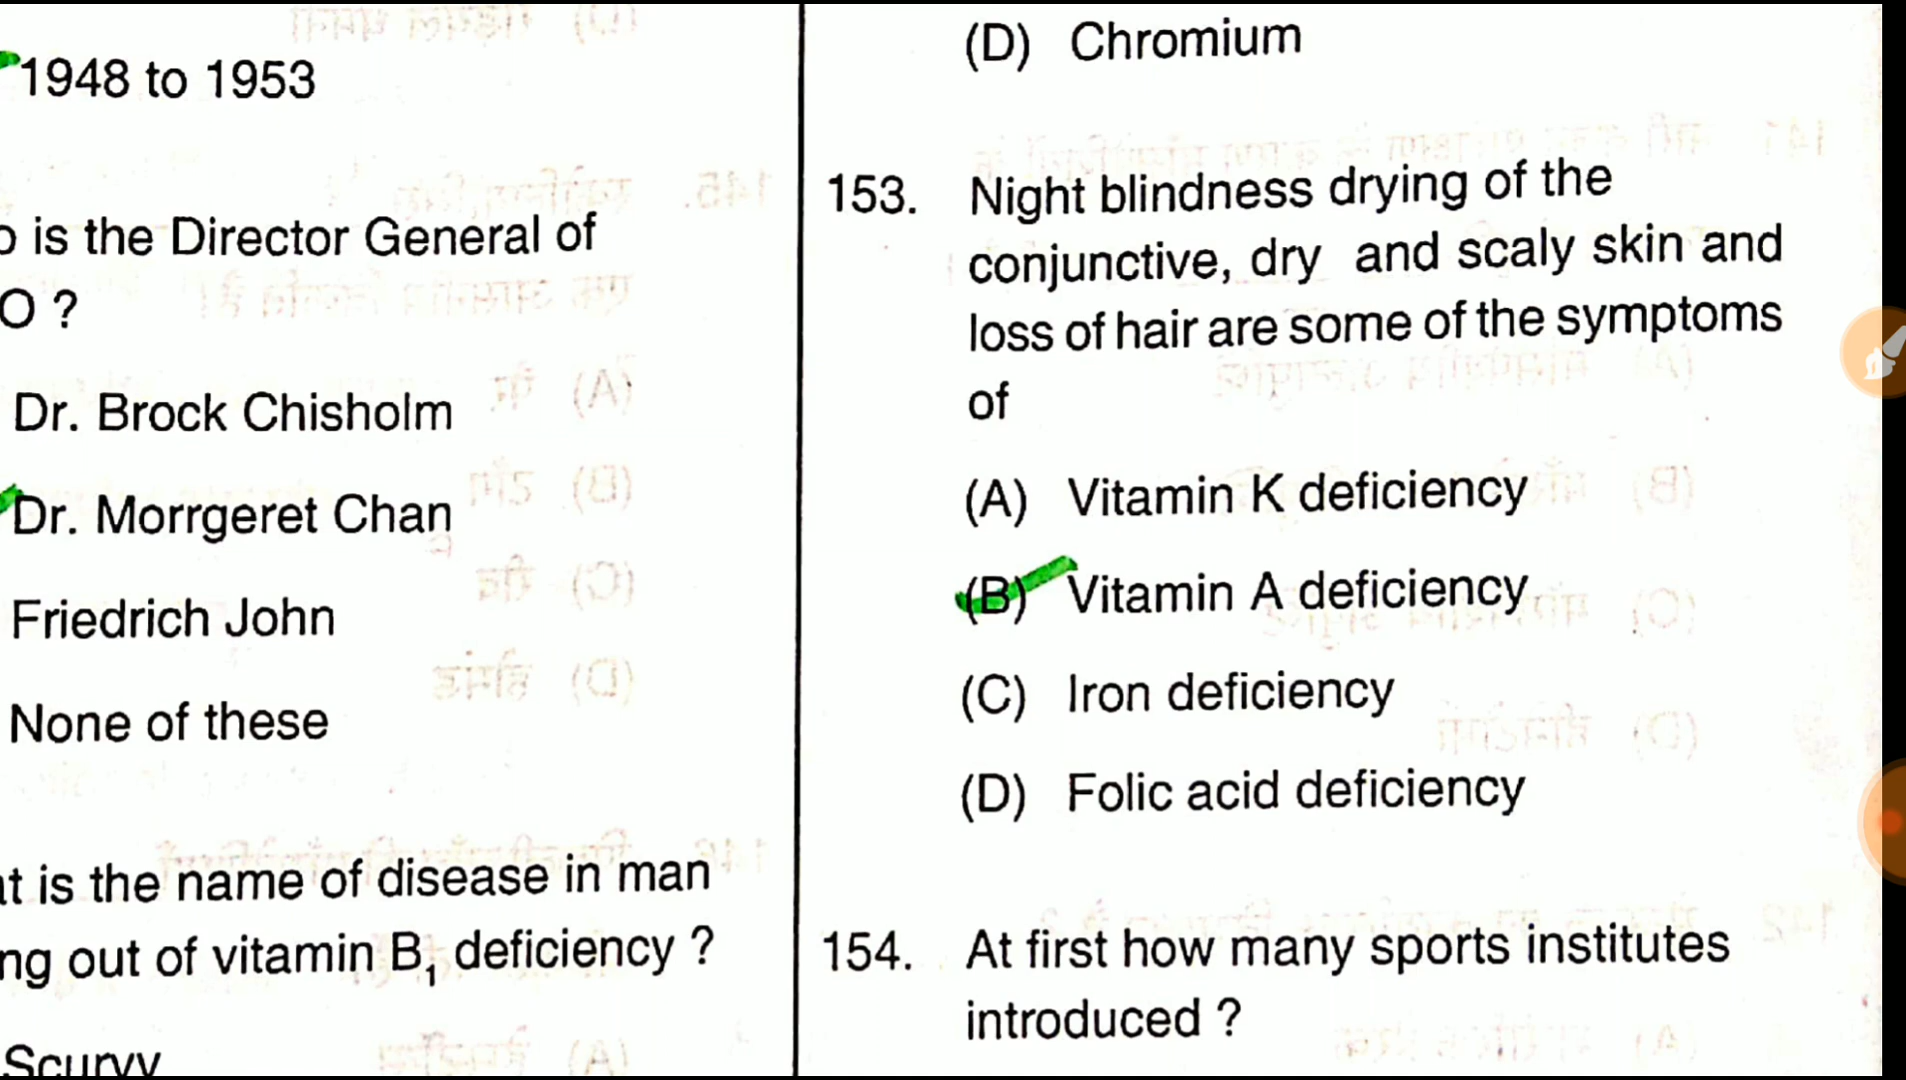 1948 to 1953
is the Director General of
O ?
Dr. Brock Chisholm
Dr. Morrgeret Chan
Friedrich John
None of these
is the name of disease in man
out of vitamin B₁ deficiency ?
Scurvy
(D) Chromium
153. Night blindness drying of the
conjunctive, dry and scaly skin and
loss of hair are some of the symptoms
of
(A) Vitamin K deficiency
(B) Vitamin A deficiency
(C) Iron deficiency
(D) Folic acid deficiency
154. At first how many sports institutes
introduced ?